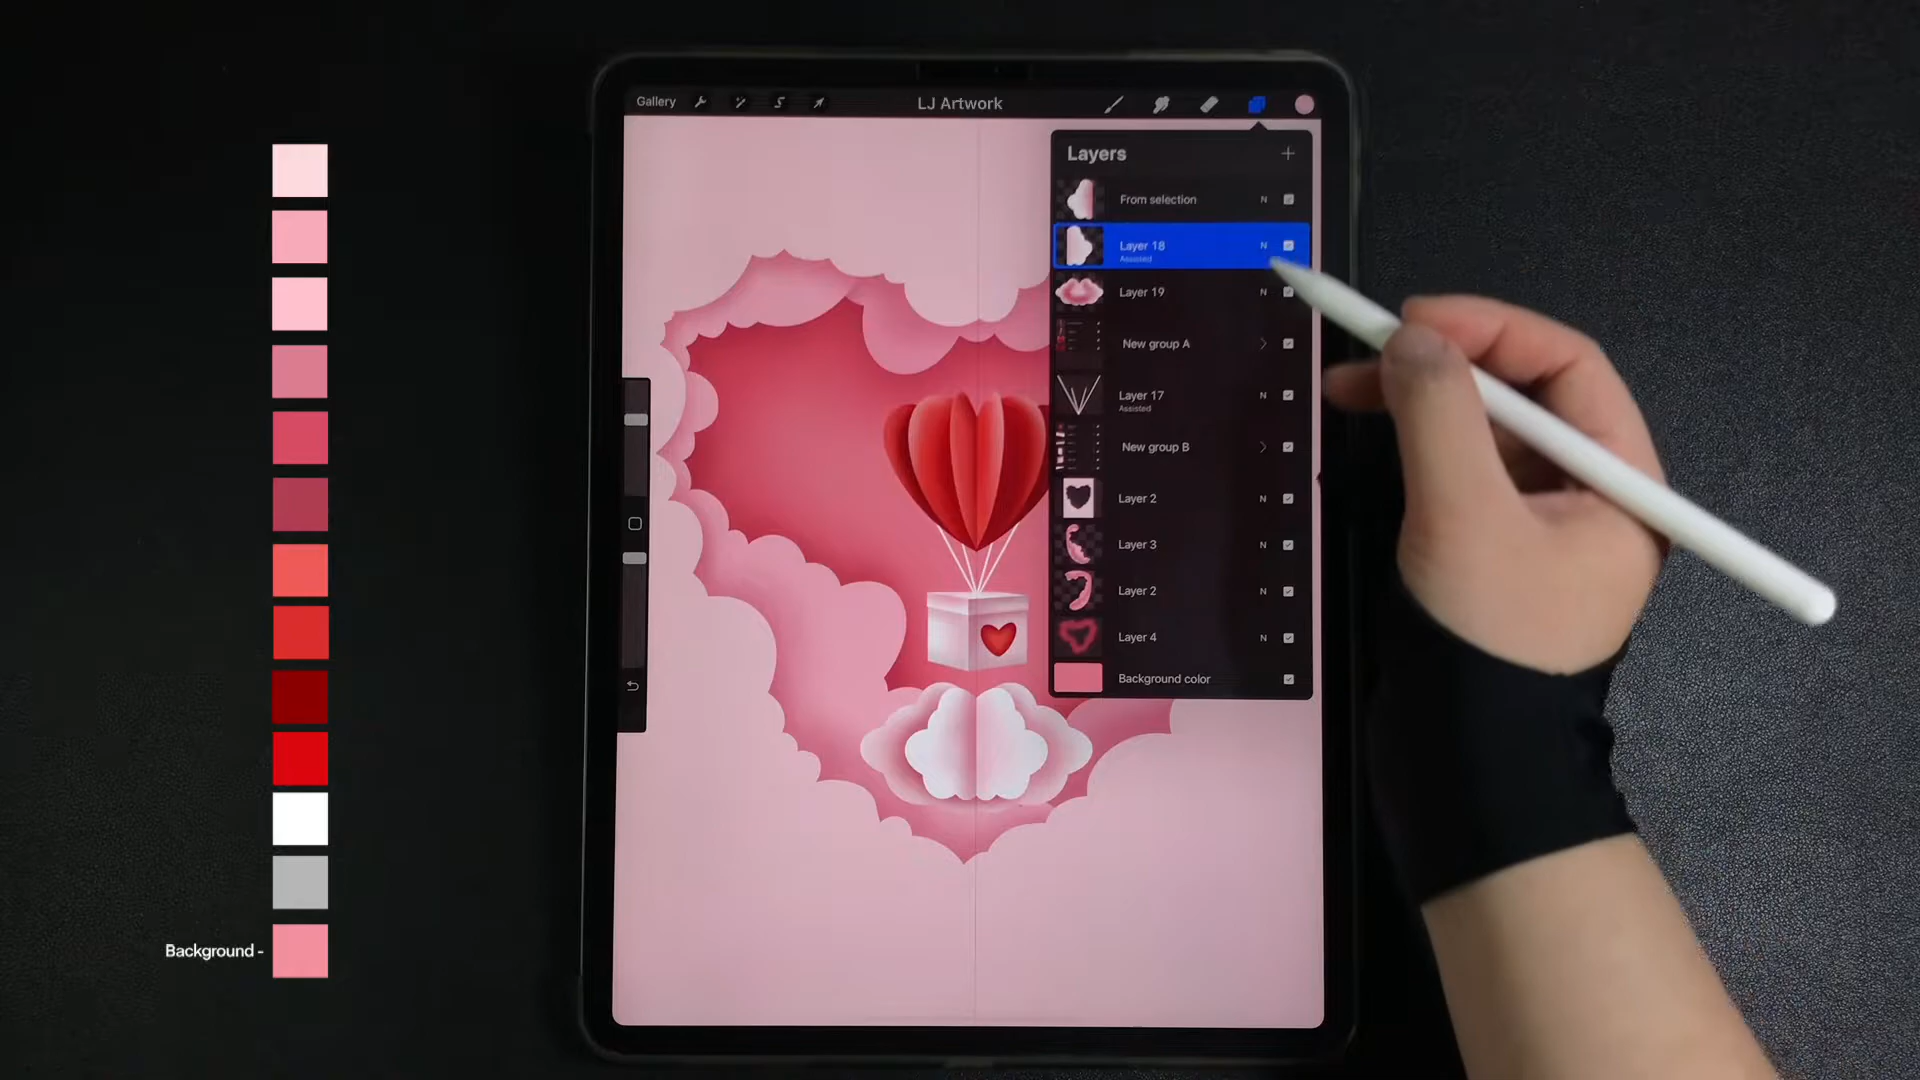 Gallery
LJ Artwork
Layers
From selection N
Layer 18 N
Assisted
Layer 19 N
New group A
Layer 17 N
Assisted
New group B
Layer 2 N
Layer 3 N
Layer 2 N
Layer 4 N
Background color
Background -